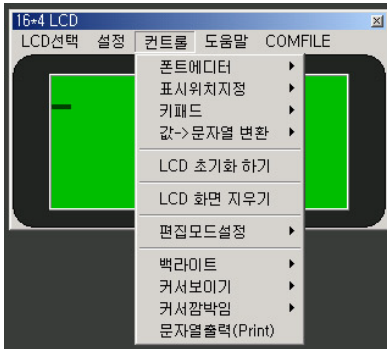 16*4 LCD
LCD선택 설정 컨트롤 도움말 COMFILE
폰트에디터
표시위치지정
키패드
값->문자열 변환
LCD 초기화 하기
LCD 화면 지우기
편집모드설정
백라이트
커서보이기
커서깜박임
문자열출력(Print)